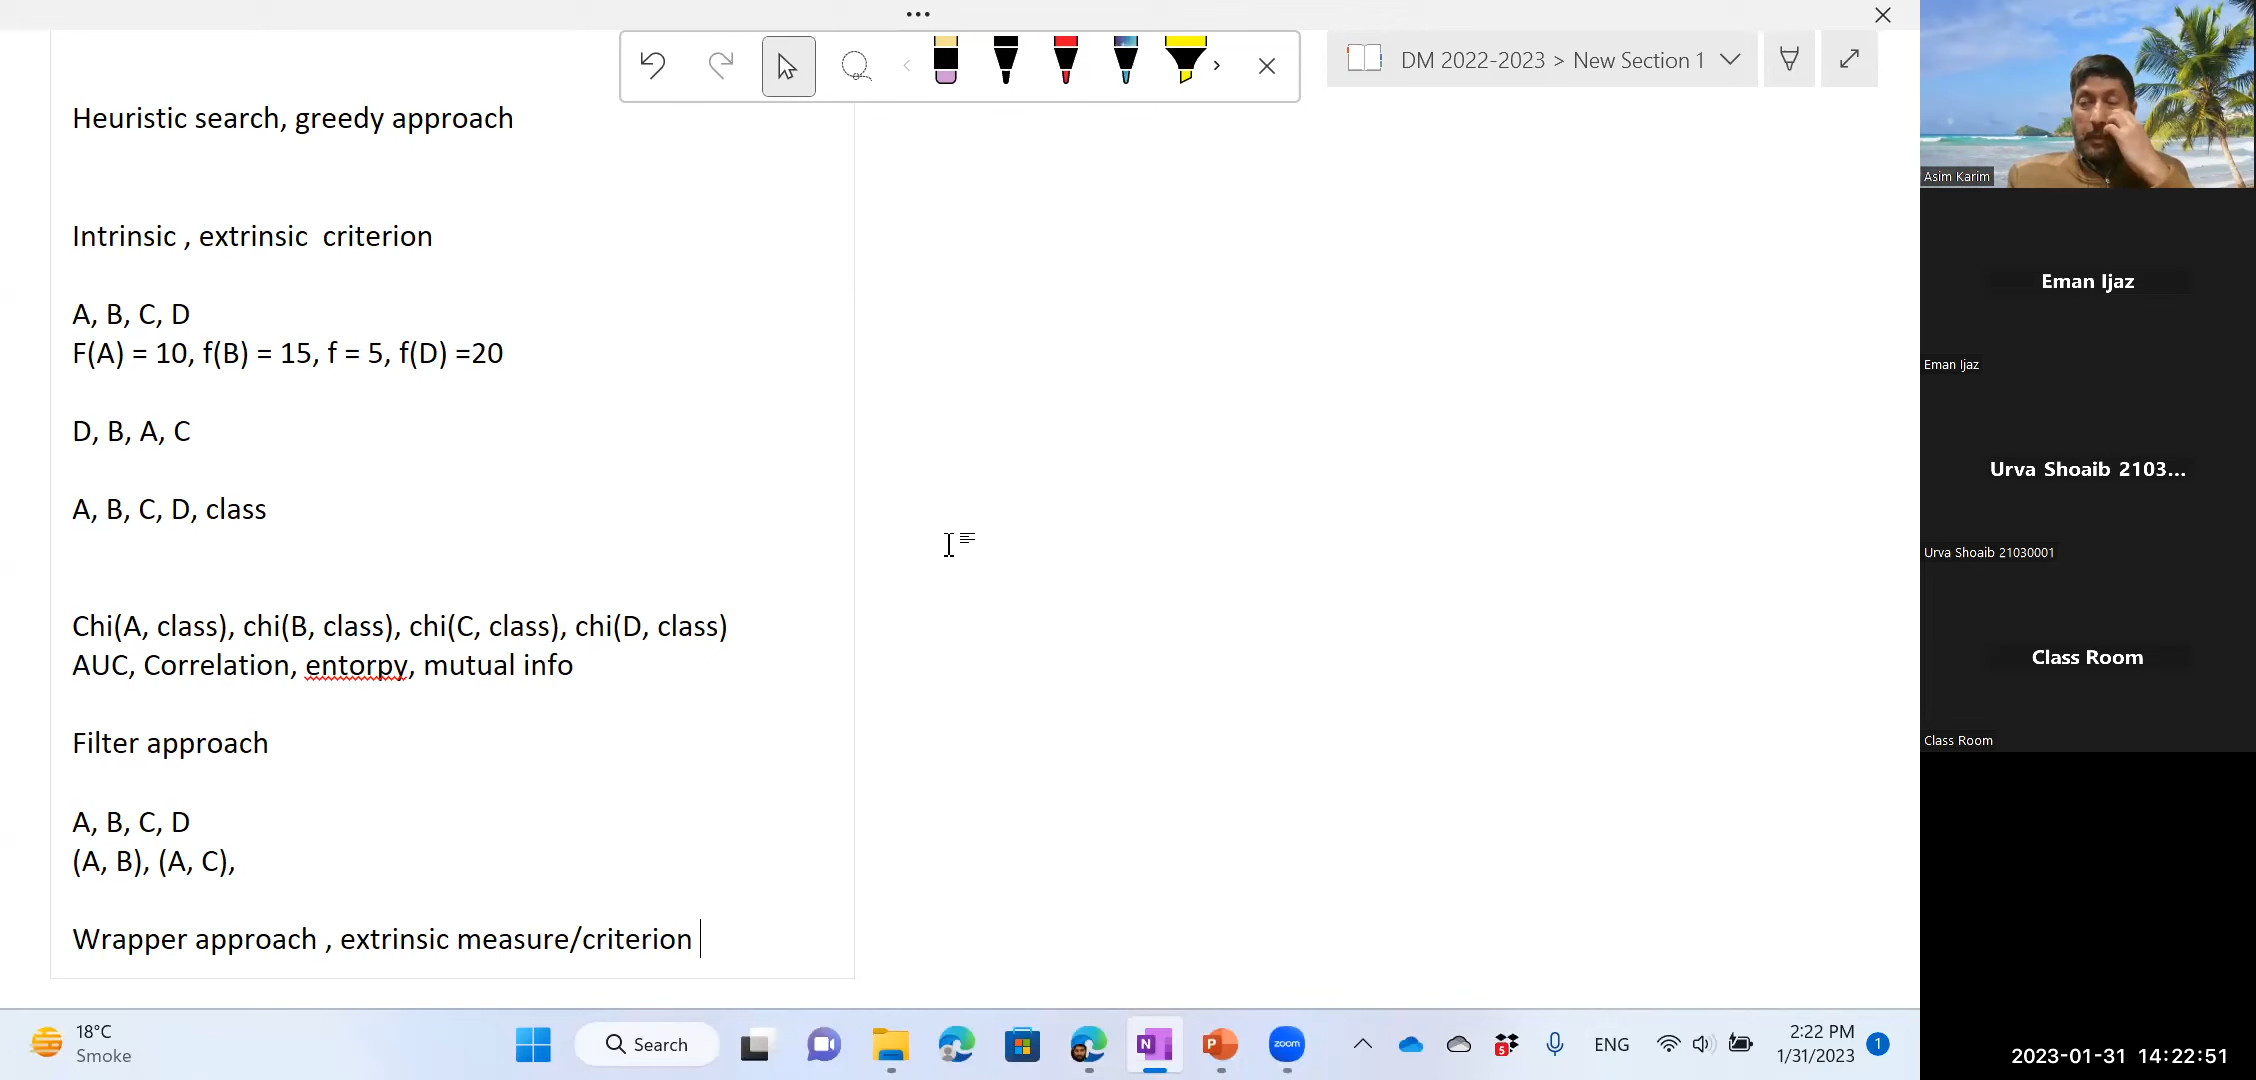 DM 2022-2023 > New Section 1
Heuristic search, greedy approach
Intrinsic , extrinsic  criterion
A, B, C, D
F(A) = 10, f(B) = 15, f = 5, f(D) =20
D, B, A, C
A, B, C, D, class
Chi(A, class), chi(B, class), chi(C, class), chi(D, class)
AUC, Correlation, entorpy, mutual info
Filter approach
A, B, C, D
(A, B), (A, C),
Wrapper approach , extrinsic measure/criterion
Asim Karim
Eman Ijaz
Eman Ijaz
Urva Shoaib 2103...
Urva Shoaib 21030001
Class Room
Class Room
18°C
Smoke
Search
N
P
zoom
5
ENG
2:22 PM
1/31/2023
1
2023-01-31 14:22:51